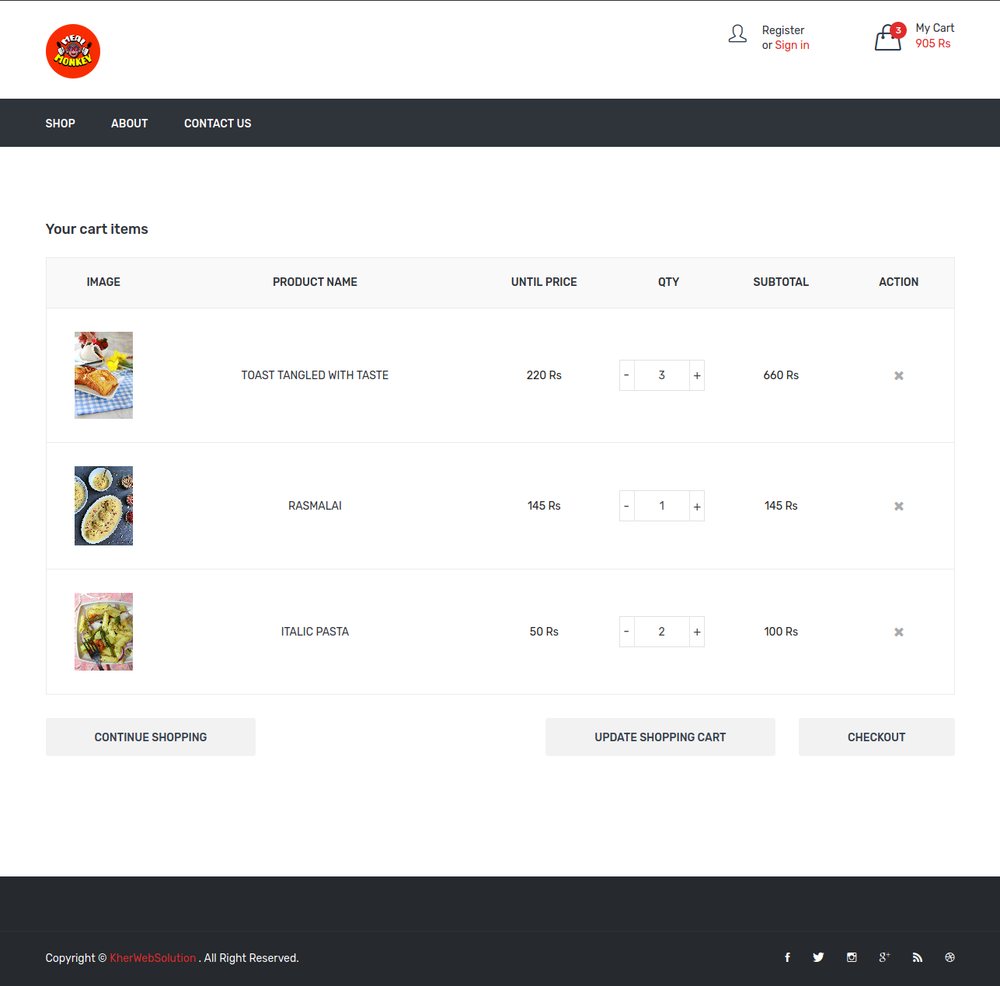 MEAL
MONKEY
Register
or Sign in
3
My Cart
905 Rs
SHOP ABOUT CONTACT US
Your cart items
IMAGE PRODUCT NAME UNTIL PRICE QTY SUBTOTAL ACTION
TOAST TANGLED WITH TASTE 220 Rs - 3 + 660 Rs
RASMALAI 145 Rs - 1 + 145 Rs
ITALIC PASTA 50 Rs - 2 + 100 Rs
CONTINUE SHOPPING UPDATE SHOPPING CART CHECKOUT
Copyright © KherWebSolution . All Right Reserved.